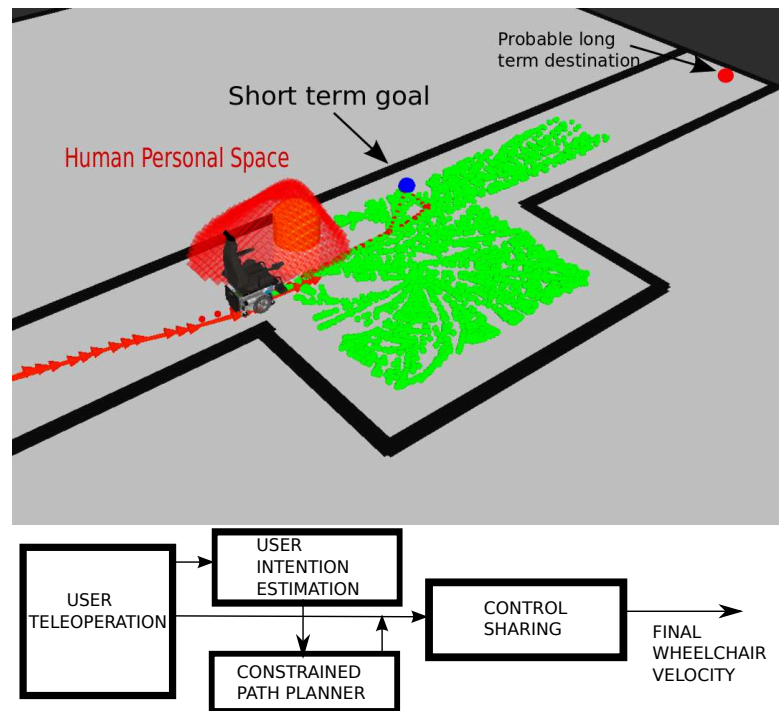 Probable long
term destination
Short term goal
Human Personal Space
USER
TELEOPERATION
USER
INTENTION
ESTIMATION
CONSTRAINED
PATH PLANNER
CONTROL
SHARING
FINAL
WHEELCHAIR
VELOCITY